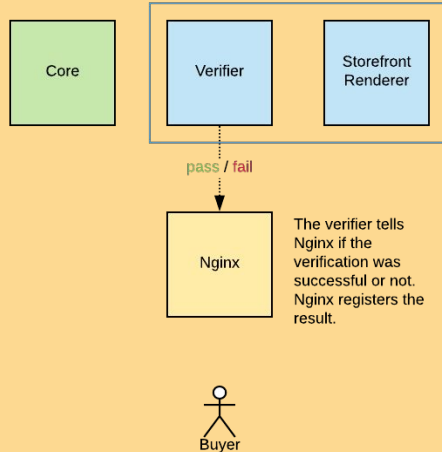 Core
Verifier
Storefront
Renderer
pass / fail
Nginx
The verifier tells
Nginx if the
verification was
successful or not.
Nginx registers the
result.
Buyer